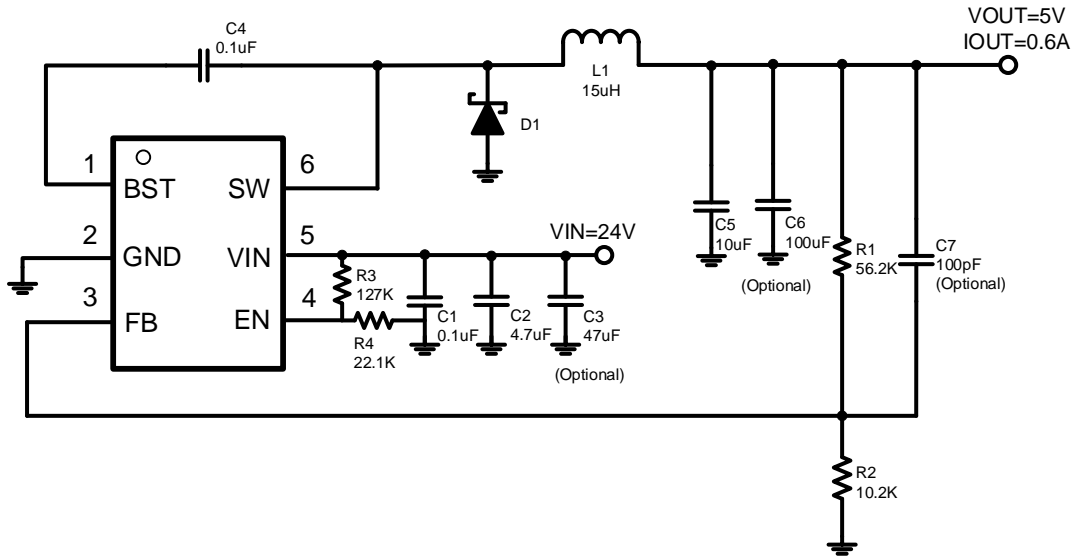 VOUT=5V
IOUT=0.6A
C4
0.1uF
L1
15uH
D1
1
BST
SW
6
2
GND
VIN
5
VIN=24V
3
FB
EN
4
R3
127K
R4
22.1K
C1
0.1uF
C2
4.7uF
C3
47uF
(Optional)
C5
10uF
C6
100uF
(Optional)
R1
56.2K
C7
100pF
(Optional)
R2
10.2K